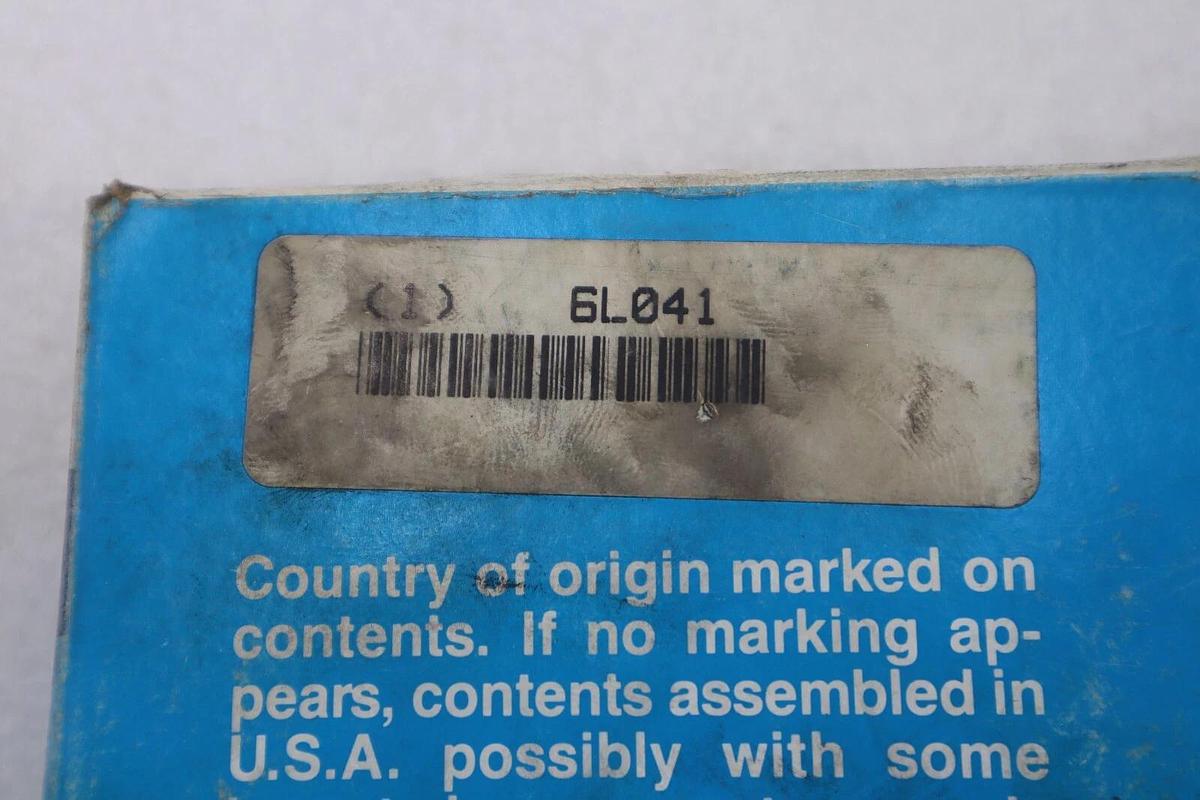 (1) 6L041
Country of origin marked on
contents. If no marking ap-
pears, contents assembled in
U.S.A. possibly with some